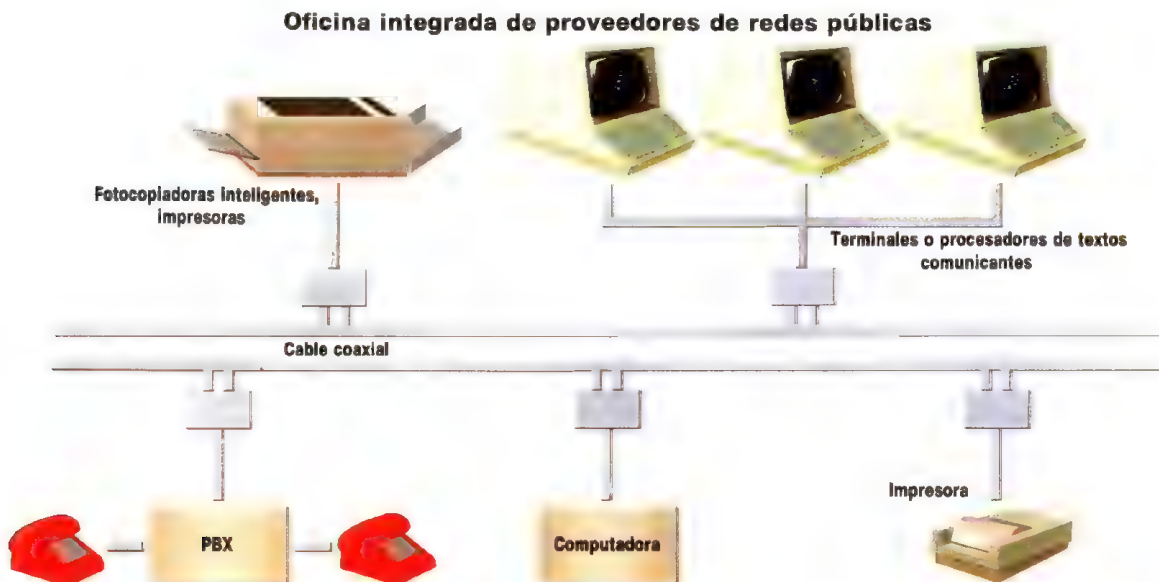 Oficina integrada de proveedores de redes públicas
Fotocopiadoras inteligentes,
impresoras
Terminales o procesadores de textos
comunicantes
Cable coaxial
Impresora
PBX
Computadora